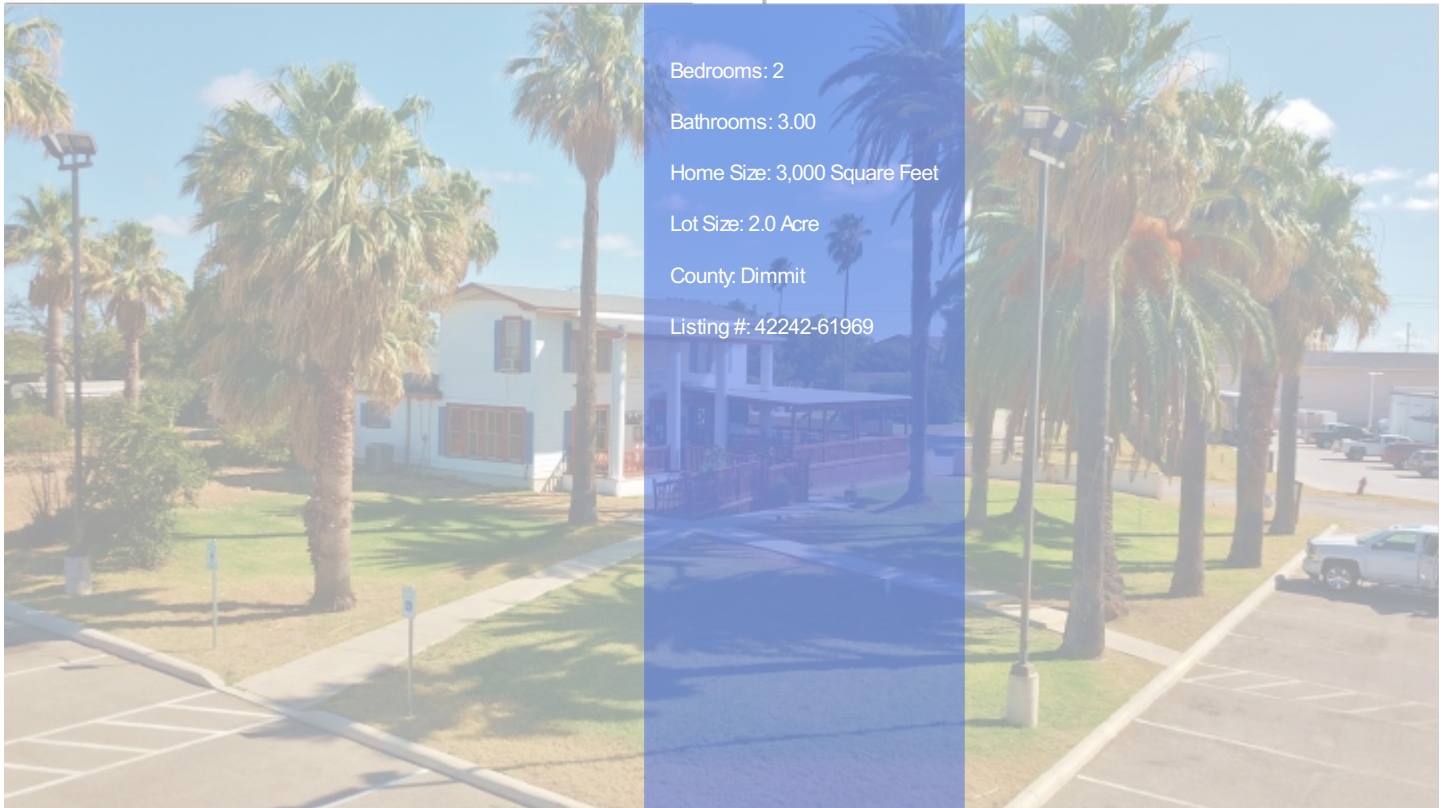 Bedrooms: 2
Bathrooms: 3.00
Home Size: 3,000 Square Feet
Lot Size: 2.0 Acre
County: Dimmit
Listing #: 42242-61969